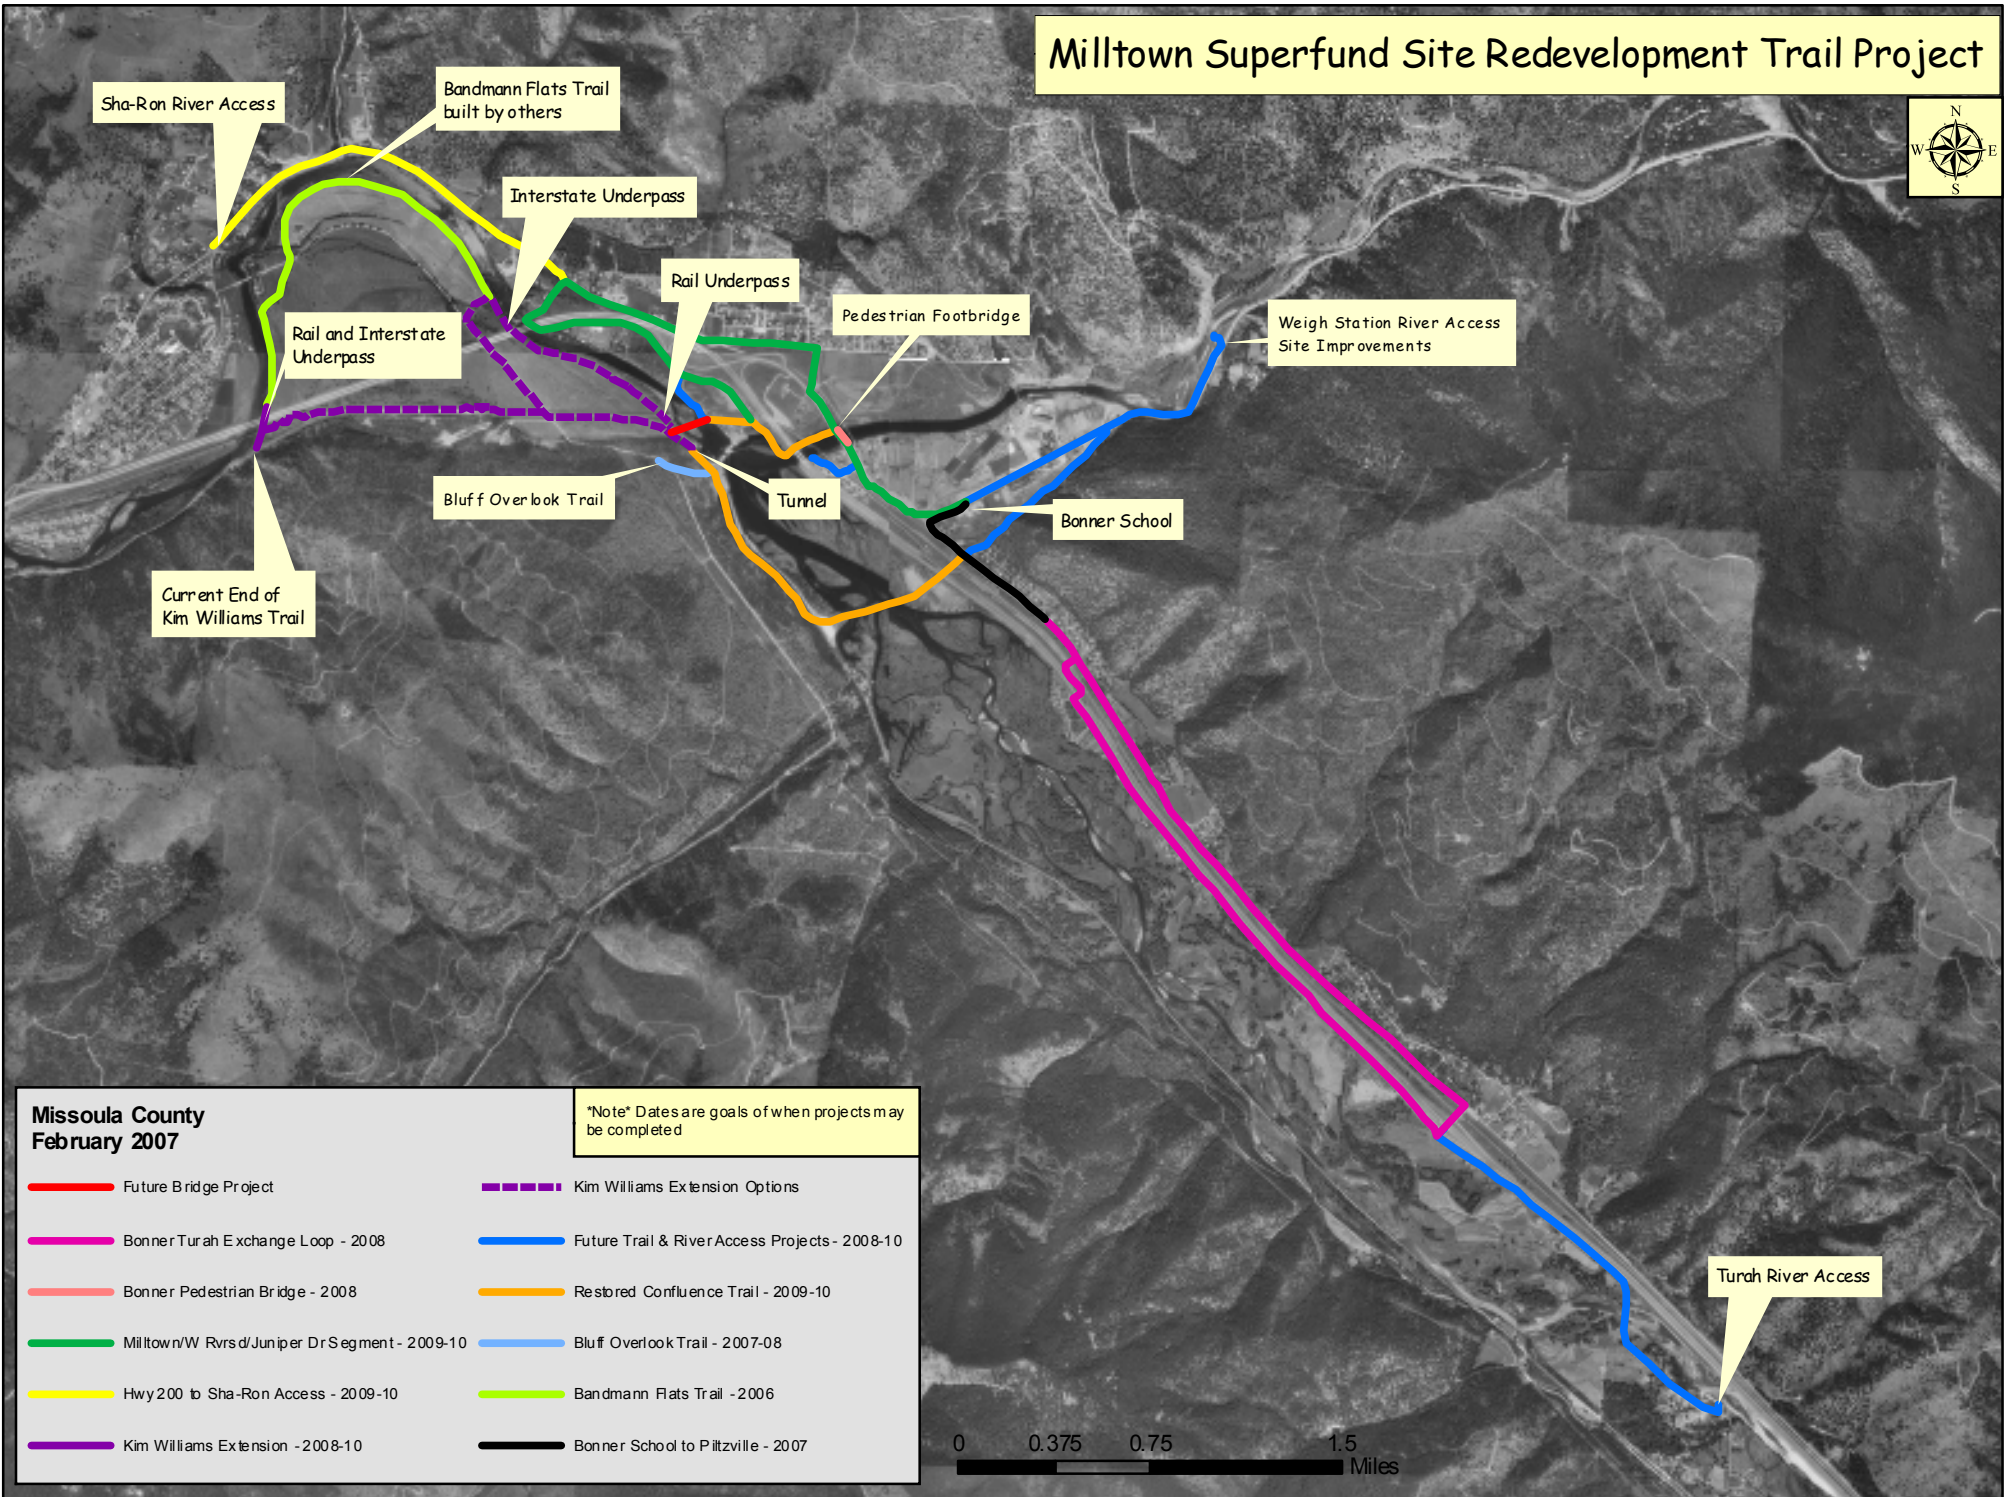 Milltown Superfund Site Redevelopment Trail Project
N
W E
S
Sha-Ron River Access
Bandmann Flats Trail
built by others
Interstate Underpass
Rail Underpass
Pedestrian Footbridge
Weigh Station River Access
Site Improvements
Rail and Interstate
Underpass
Bluff Overlook Trail
Tunnel
Bonner School
Current End of
Kim Williams Trail
Turah River Access
Missoula County
February 2007
*Note* Dates are goals of when projects may
be completed
Future Bridge Project
Bonner Turah Exchange Loop - 2008
Bonner Pedestrian Bridge - 2008
Milltown/W Rvrsd/Juniper Dr Segment - 2009-10
Hwy 200 to Sha-Ron Access - 2009-10
Kim Williams Extension - 2008-10
Kim Williams Extension Options
Future Trail & River Access Projects - 2008-10
Restored Confluence Trail - 2009-10
Bluff Overlook Trail - 2007-08
Bandmann Flats Trail - 2006
Bonner School to Piltzville - 2007
0 0.375 0.75 1.5
Miles